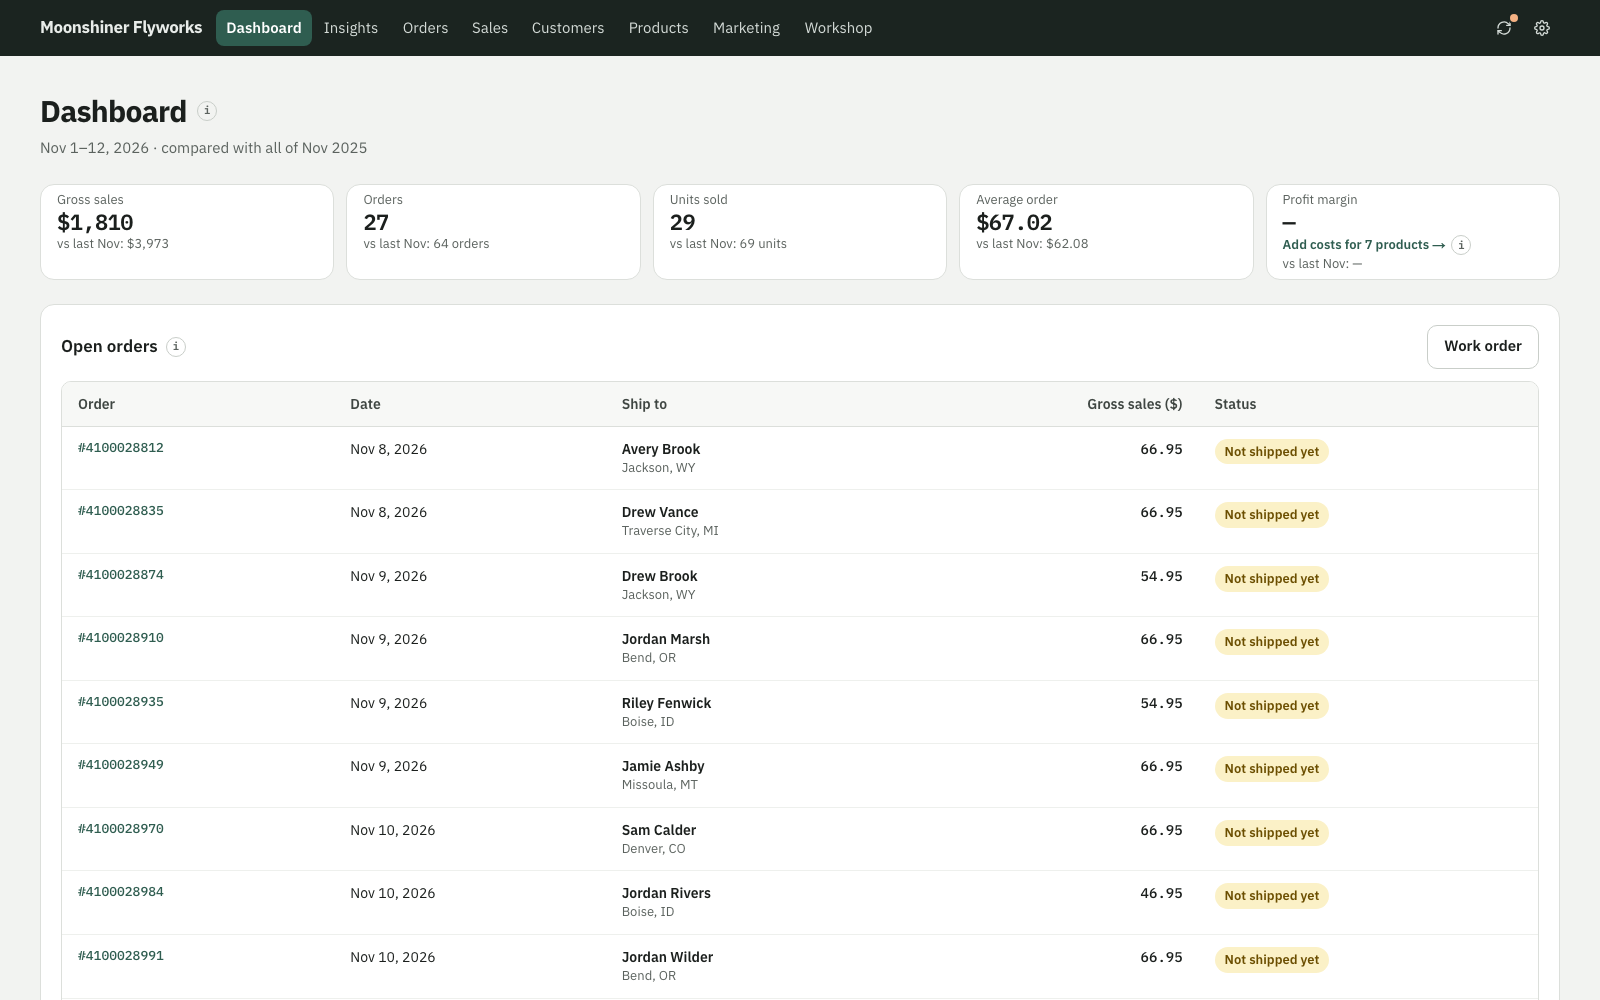 Moonshiner Flyworks Dashboard Insights Orders Sales Customers Products Marketing Workshop
Dashboard i
Nov 1–12, 2026 · compared with all of Nov 2025
Gross sales
$1,810
vs last Nov: $3,973
Orders
27
vs last Nov: 64 orders
Units sold
29
vs last Nov: 69 units
Average order
$67.02
vs last Nov: $62.08
Profit margin
—
Add costs for 7 products → i
vs last Nov: —
Open orders i
Work order
Order Date Ship to Gross sales ($) Status
#4100028812 Nov 8, 2026 Avery Brook 66.95 Not shipped yet
Jackson, WY
#4100028835 Nov 8, 2026 Drew Vance 66.95 Not shipped yet
Traverse City, MI
#4100028874 Nov 9, 2026 Drew Brook 54.95 Not shipped yet
Jackson, WY
#4100028910 Nov 9, 2026 Jordan Marsh 66.95 Not shipped yet
Bend, OR
#4100028935 Nov 9, 2026 Riley Fenwick 54.95 Not shipped yet
Boise, ID
#4100028949 Nov 9, 2026 Jamie Ashby 66.95 Not shipped yet
Missoula, MT
#4100028970 Nov 10, 2026 Sam Calder 66.95 Not shipped yet
Denver, CO
#4100028984 Nov 10, 2026 Jordan Rivers 46.95 Not shipped yet
Boise, ID
#4100028991 Nov 10, 2026 Jordan Wilder 66.95 Not shipped yet
Bend, OR